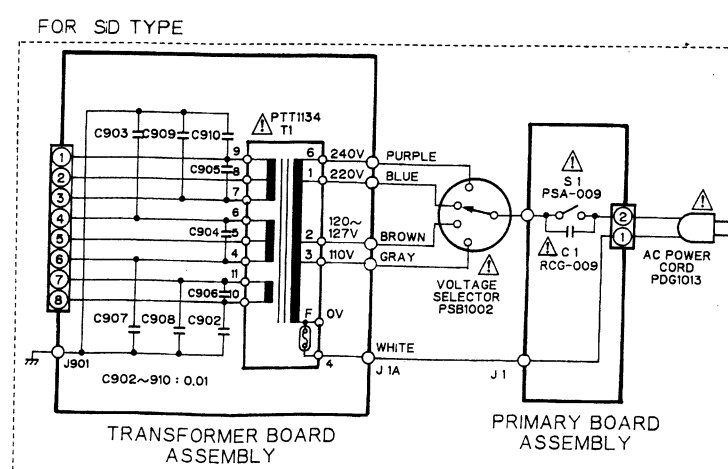 FOR S/D TYPE
PTT1134
T1
C903
C909
C910
C905
C904
C906
C907
C908
C902
1
2
3
4
5
6
7
8
9
8
7
6
5
4
11
10
6
1
2
3
F
4
240V
220V
120~
127V
110V
0V
PURPLE
BLUE
BROWN
GRAY
WHITE
VOLTAGE
SELECTOR
PSB1002
S1
PSA-009
C1
RCG-009
2
1
AC POWER
CORD
PDG1013
J901
J1A
J1
C902~910 : 0.01
TRANSFORMER BOARD
ASSEMBLY
PRIMARY BOARD
ASSEMBLY